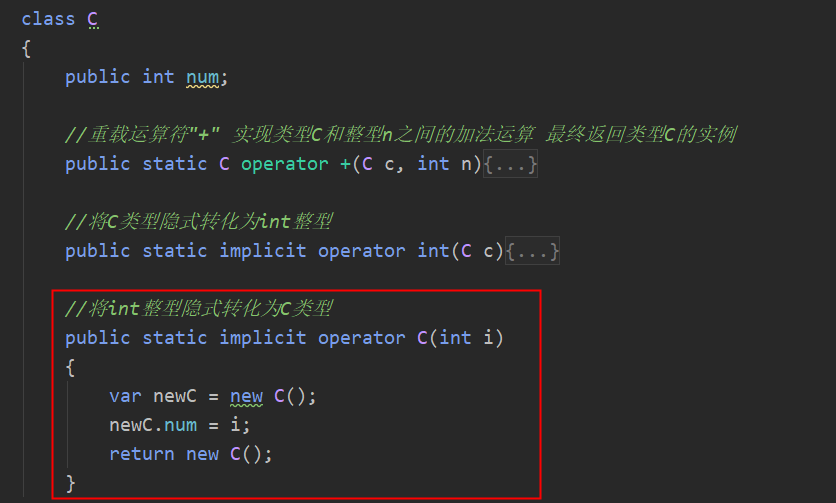 class C
{
public int num;
//重载运算符"+" 实现类型C和整型n之间的加法运算 最终返回类型C的实例
public static C operator +(C c, int n){...}
//将C类型隐式转化为int整型
public static implicit operator int(C c){...}
//将int整型隐式转化为C类型
public static implicit operator C(int i)
{
var newC = new C();
newC.num = i;
return new C();
}